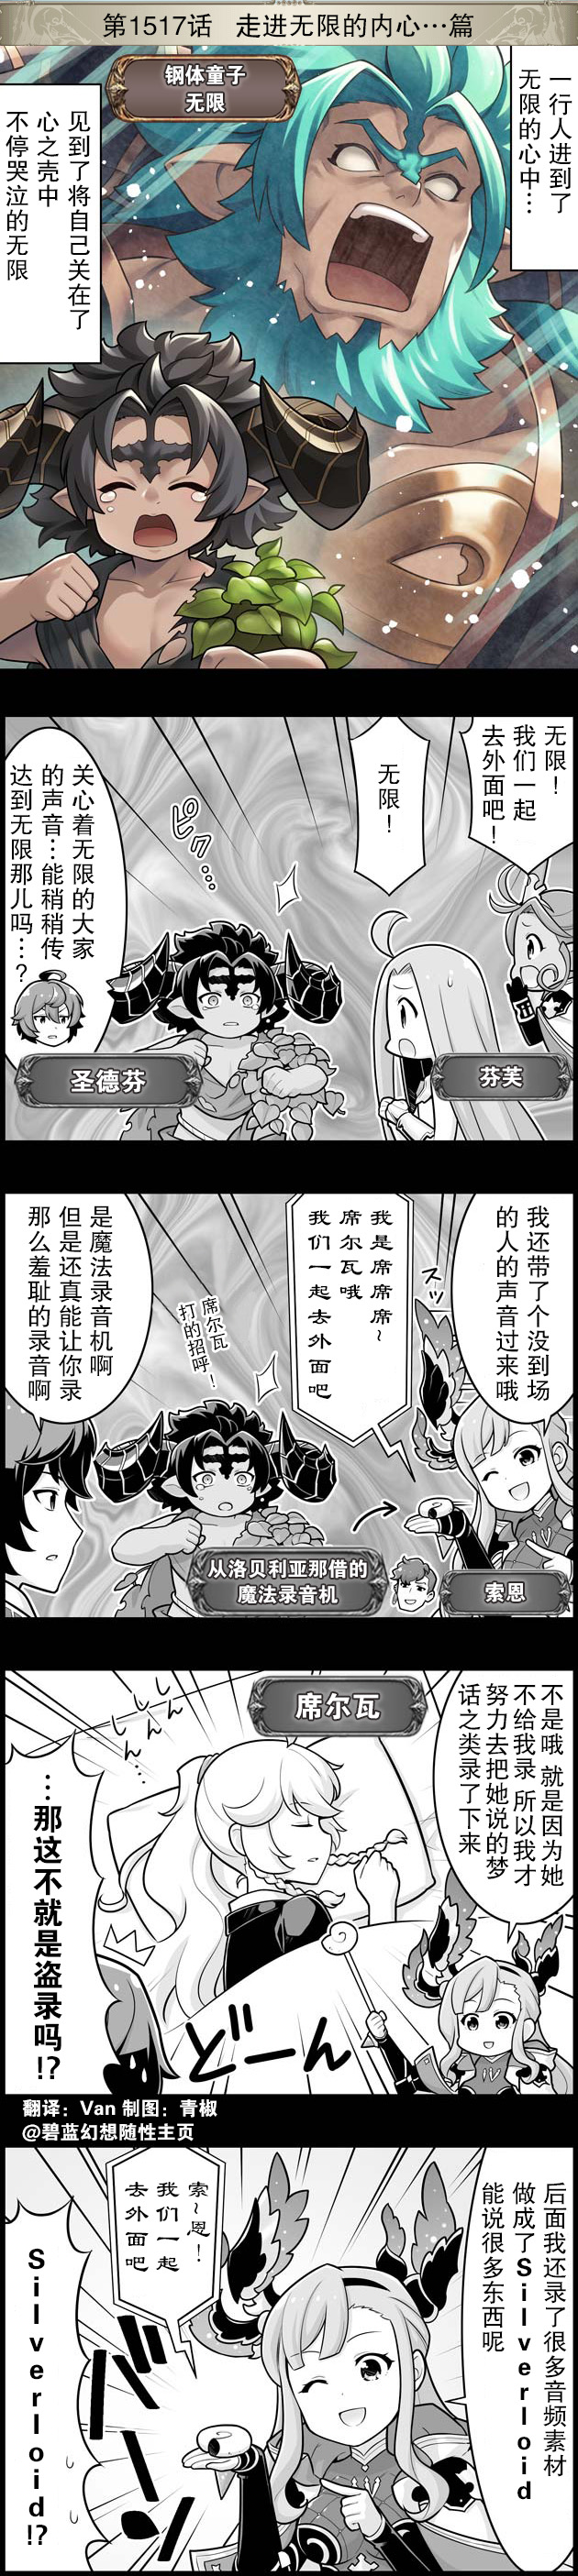 第1517话 走进无限的内心…篇
一行人进到了
无限的心中…
钢体童子
无限
见到了将自己关在了
心之壳中
不停哭泣的无限
无限！
我们一起
去外面吧！
无限！
ピク…
关心着无限的大家
的声音…能稍稍传
达到无限那儿吗…？
圣德芬
芬芙
我还带了个没到场
的人的声音过来哦
スッ
我是席席席~
席尔瓦哦
我们一起去外面吧
席尔瓦
打的招呼！
是魔法录音机啊
但是还真能让你录
那么羞耻的录音啊
从洛贝利亚那借的
魔法录音机
索恩
不是哦 就是因为她
不给我录 所以我才
努力去把她说的梦
话之类录了下来
席尔瓦
じんじん…
…那这不就是盗录吗！？
どーん
翻译：Van 制图：青椒
@碧蓝幻想随性主页
后面我还录了很多音频素材
做成了Silverloid
能说很多东西呢
索~恩！
我们一起
去外面吧
Silverloid！？